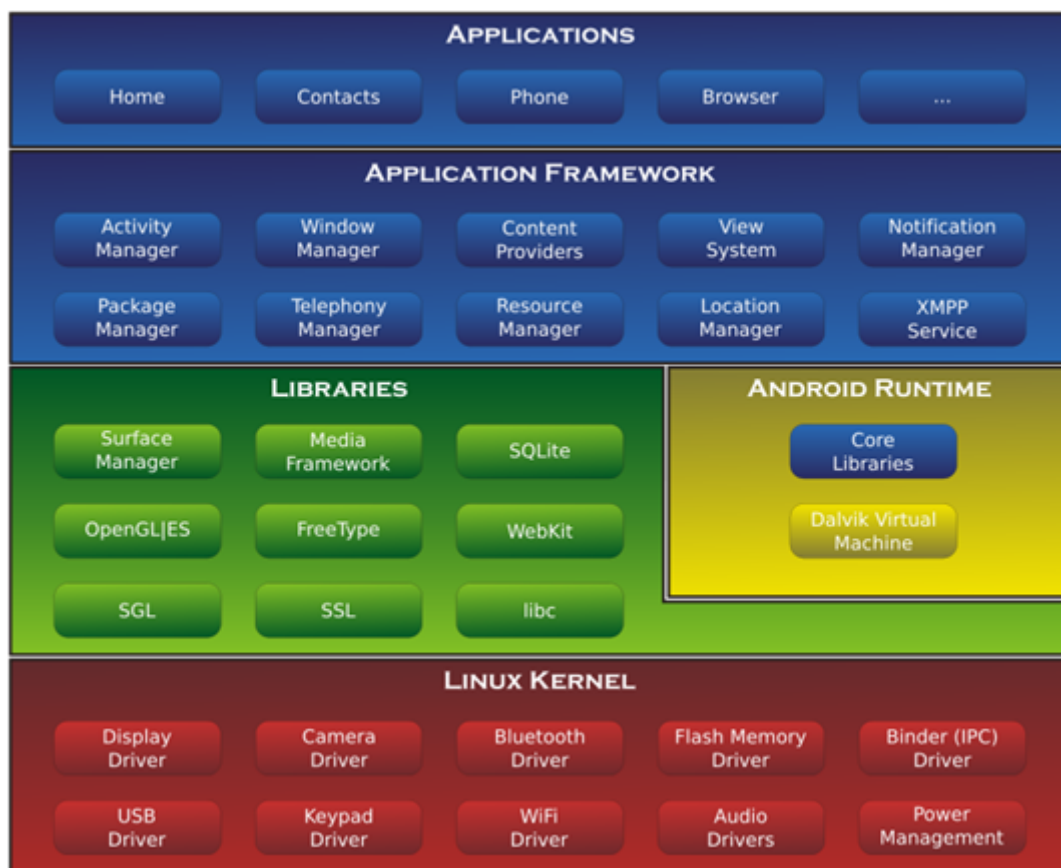 APPLICATIONS
Home
Contacts
Phone
Browser
...
APPLICATION FRAMEWORK
Activity
Manager
Window
Manager
Content
Providers
View
System
Notification
Manager
Package
Manager
Telephony
Manager
Resource
Manager
Location
Manager
XMPP
Service
LIBRARIES
Surface
Manager
Media
Framework
SQLite
OpenGL|ES
FreeType
WebKit
SGL
SSL
libc
ANDROID RUNTIME
Core
Libraries
Dalvik Virtual
Machine
LINUX KERNEL
Display
Driver
Camera
Driver
Bluetooth
Driver
Flash Memory
Driver
Binder (IPC)
Driver
USB
Driver
Keypad
Driver
WiFi
Driver
Audio
Drivers
Power
Management